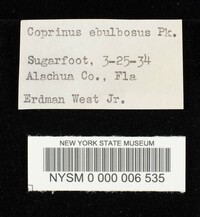 Coprinus ebulbosus Pk.
Sugarfoot, 3-25-34
Alachua Co., Fla
Erdman West Jr.
NEW YORK STATE MUSEUM
NYSM 0 000 006 535